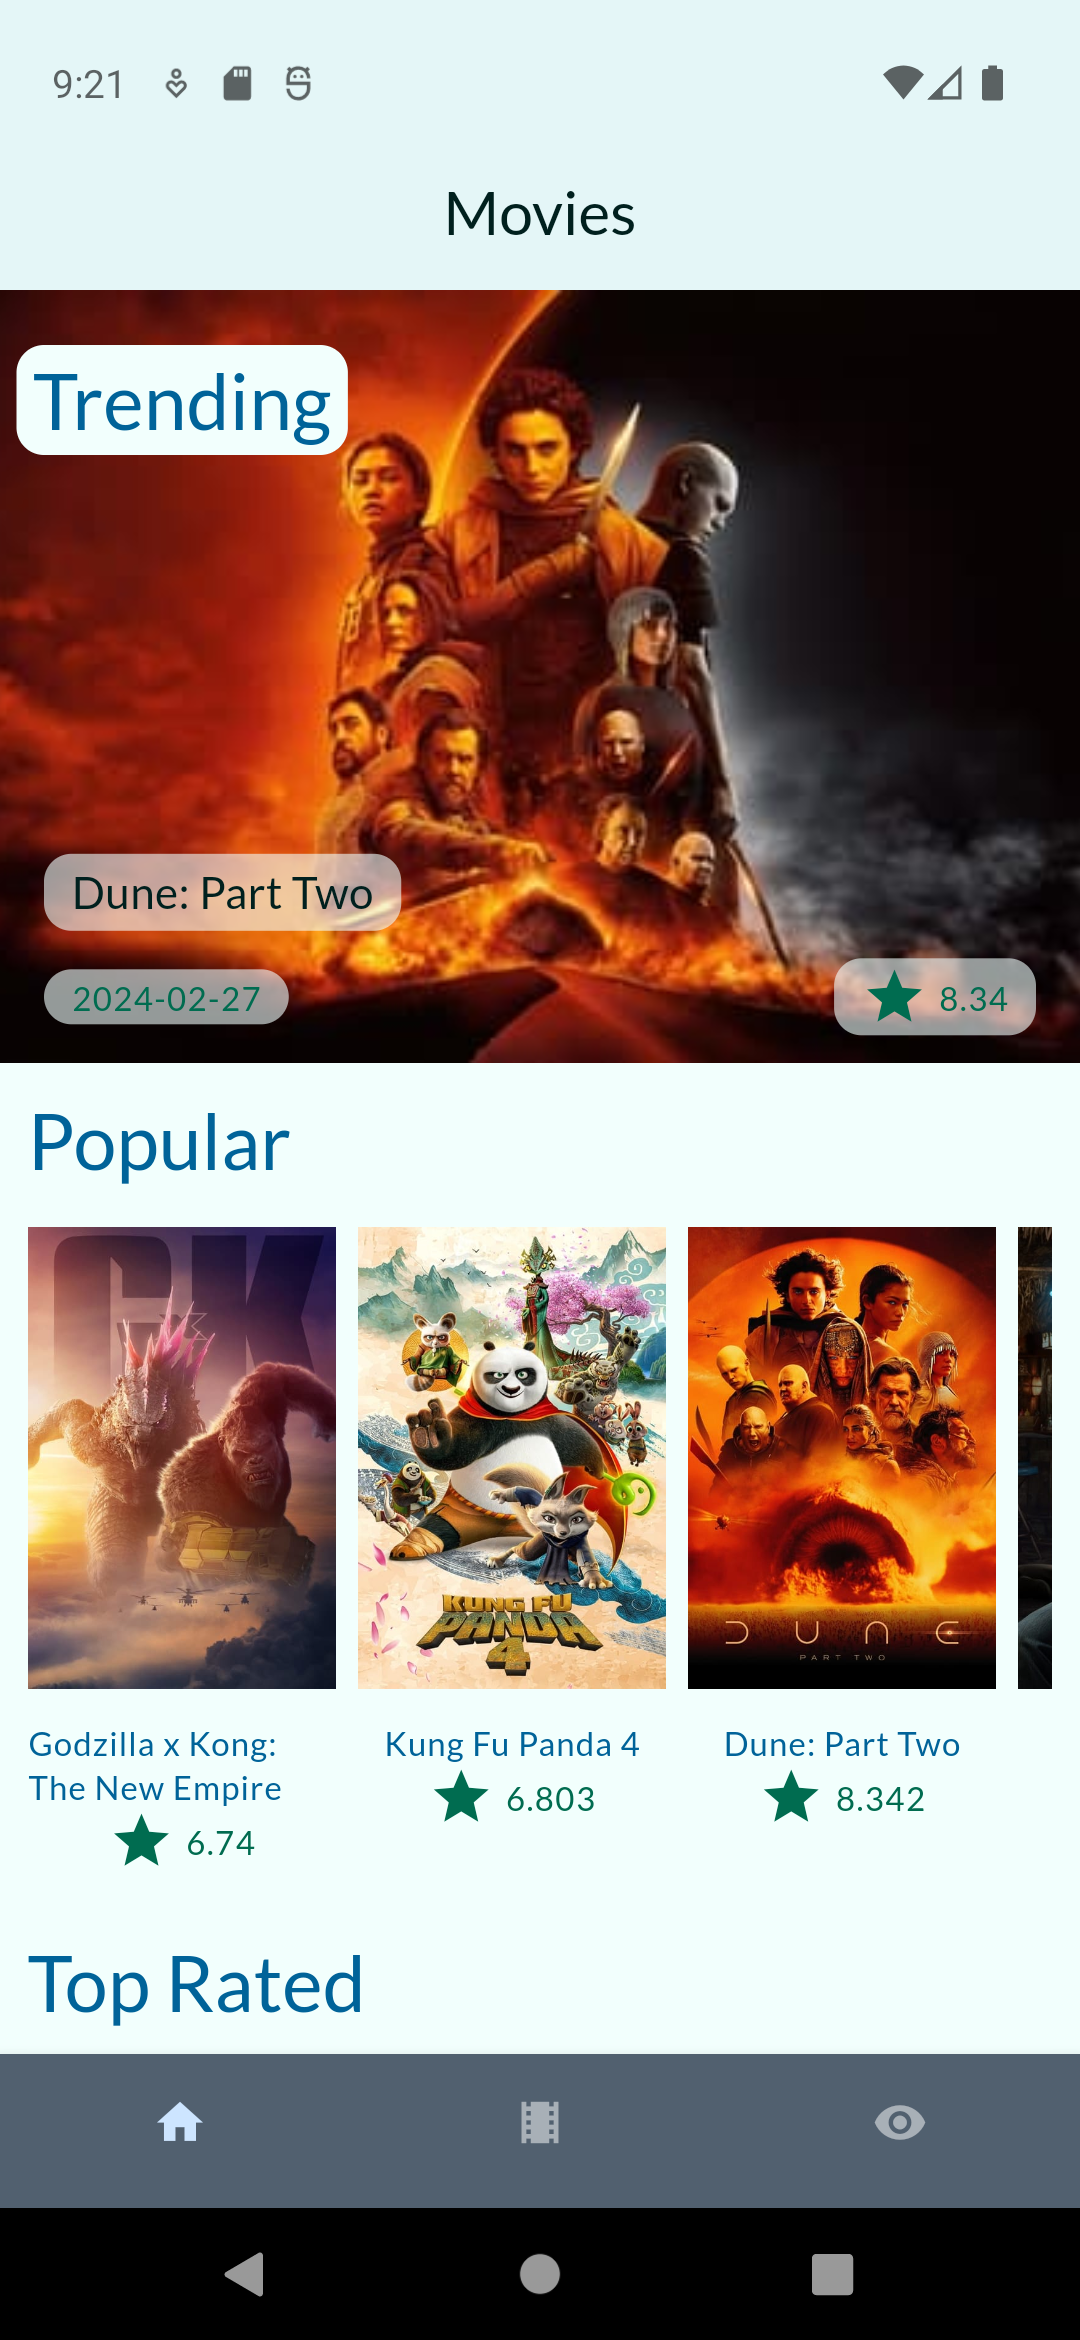 9:21
Movies
Trending
Dune: Part Two
2024-02-27
8.34
Popular
GK
KUNG FU
PANDA
4
DUNE
PART TWO
Godzilla x Kong:
The New Empire
6.74
Kung Fu Panda 4
6.803
Dune: Part Two
8.342
Top Rated